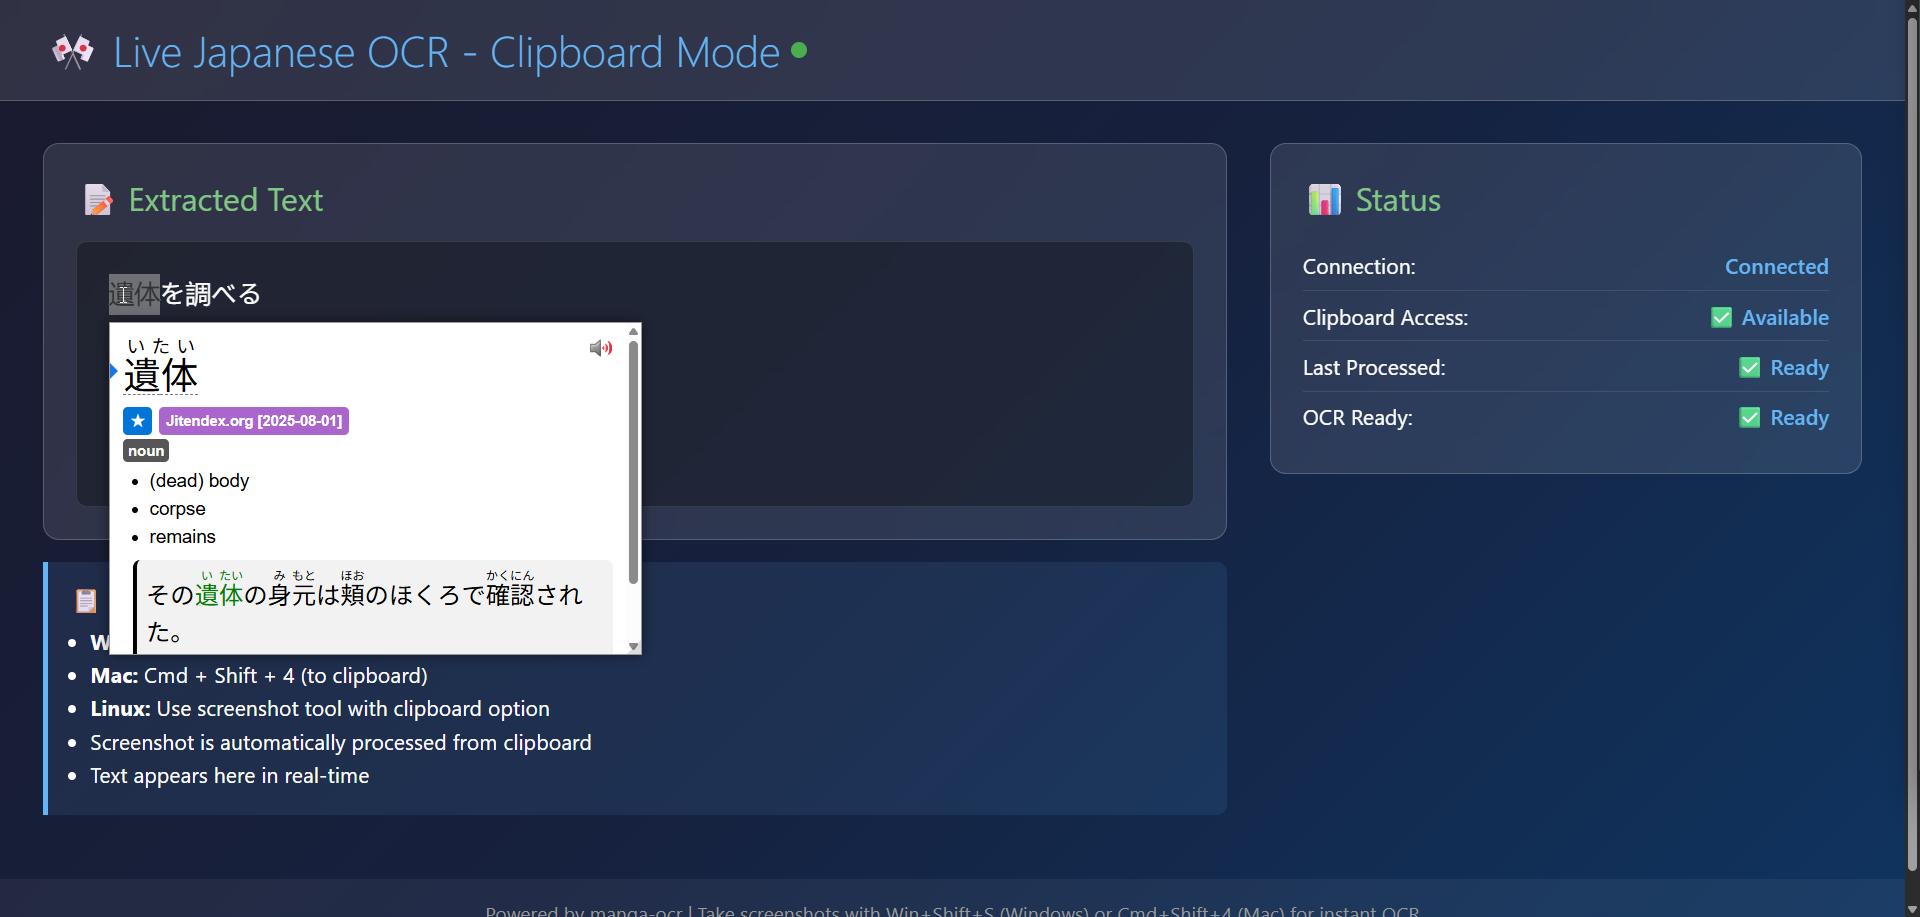 Live Japanese OCR - Clipboard Mode
Extracted Text
遺体を調べる
いたい
遺体
Jitendex.org [2025-08-01]
noun
(dead) body
corpse
remains
いたい みもと ほお かくにん
その遺体の身元は頬のほくろで確認され
た。
W
Mac: Cmd + Shift + 4 (to clipboard)
Linux: Use screenshot tool with clipboard option
Screenshot is automatically processed from clipboard
Text appears here in real-time
Status
Connection: Connected
Clipboard Access: ✅ Available
Last Processed: ✅ Ready
OCR Ready: ✅ Ready
Powered by manga-ocr | Take screenshots with Win+Shift+S (Windows) or Cmd+Shift+4 (Mac) for instant OCR